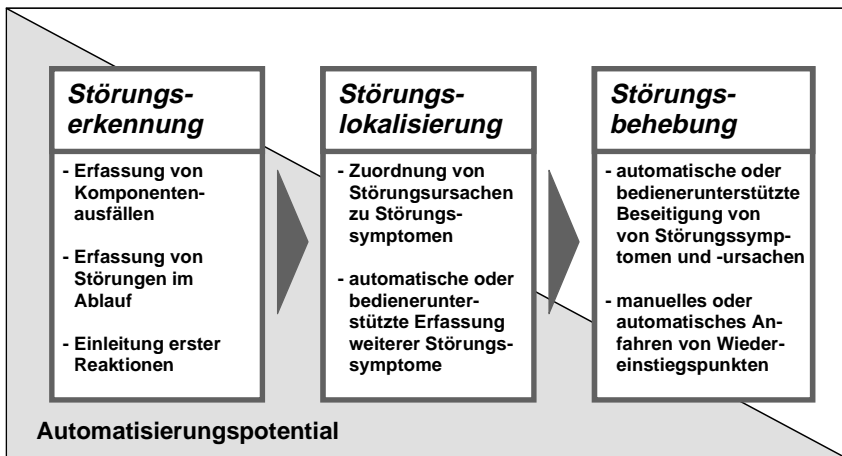 Störungs-
erkennung
- Erfassung von
Komponenten-
ausfällen
- Erfassung von
Störungen im
Ablauf
- Einleitung erster
Reaktionen
Störungs-
lokalisierung
- Zuordnung von
Störungsursachen
zu Störungs-
symptomen
- automatische oder
bedienerunter-
stützte Erfassung
weiterer Störungs-
symptome
Störungs-
behebung
- automatische oder
bedienerunterstützte
Beseitigung von
von Störungssymp-
tomen und -ursachen
- manuelles oder
automatisches An-
fahren von Wieder-
einstiegspunkten
Automatisierungspotential